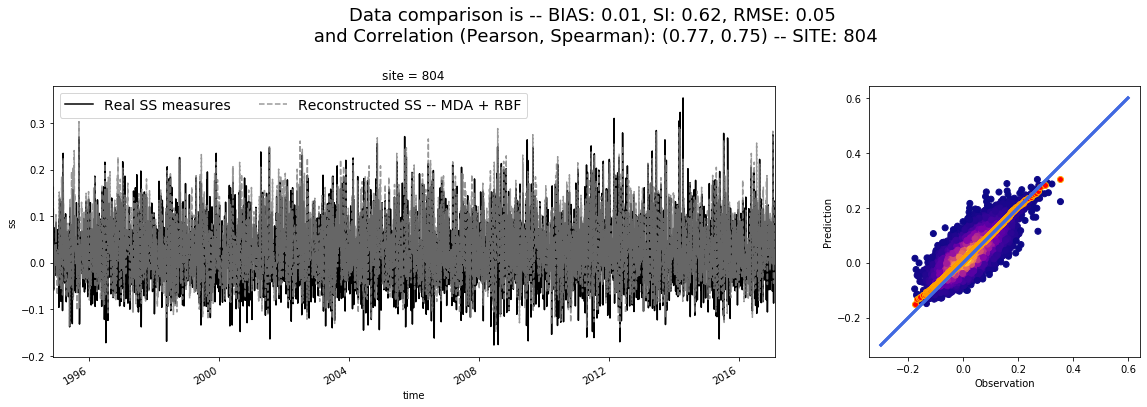 Data comparison is -- BIAS: 0.01, SI: 0.62, RMSE: 0.05
and Correlation (Pearson, Spearman): (0.77, 0.75) -- SITE: 804
site = 804
Real SS measures
Reconstructed SS -- MDA + RBF
ss
0.3
0.2
0.1
0.0
−0.1
−0.2
1996
2000
2004
2008
2012
2016
time
Prediction
0.6
0.4
0.2
0.0
−0.2
−0.2
0.0
0.2
0.4
0.6
Observation